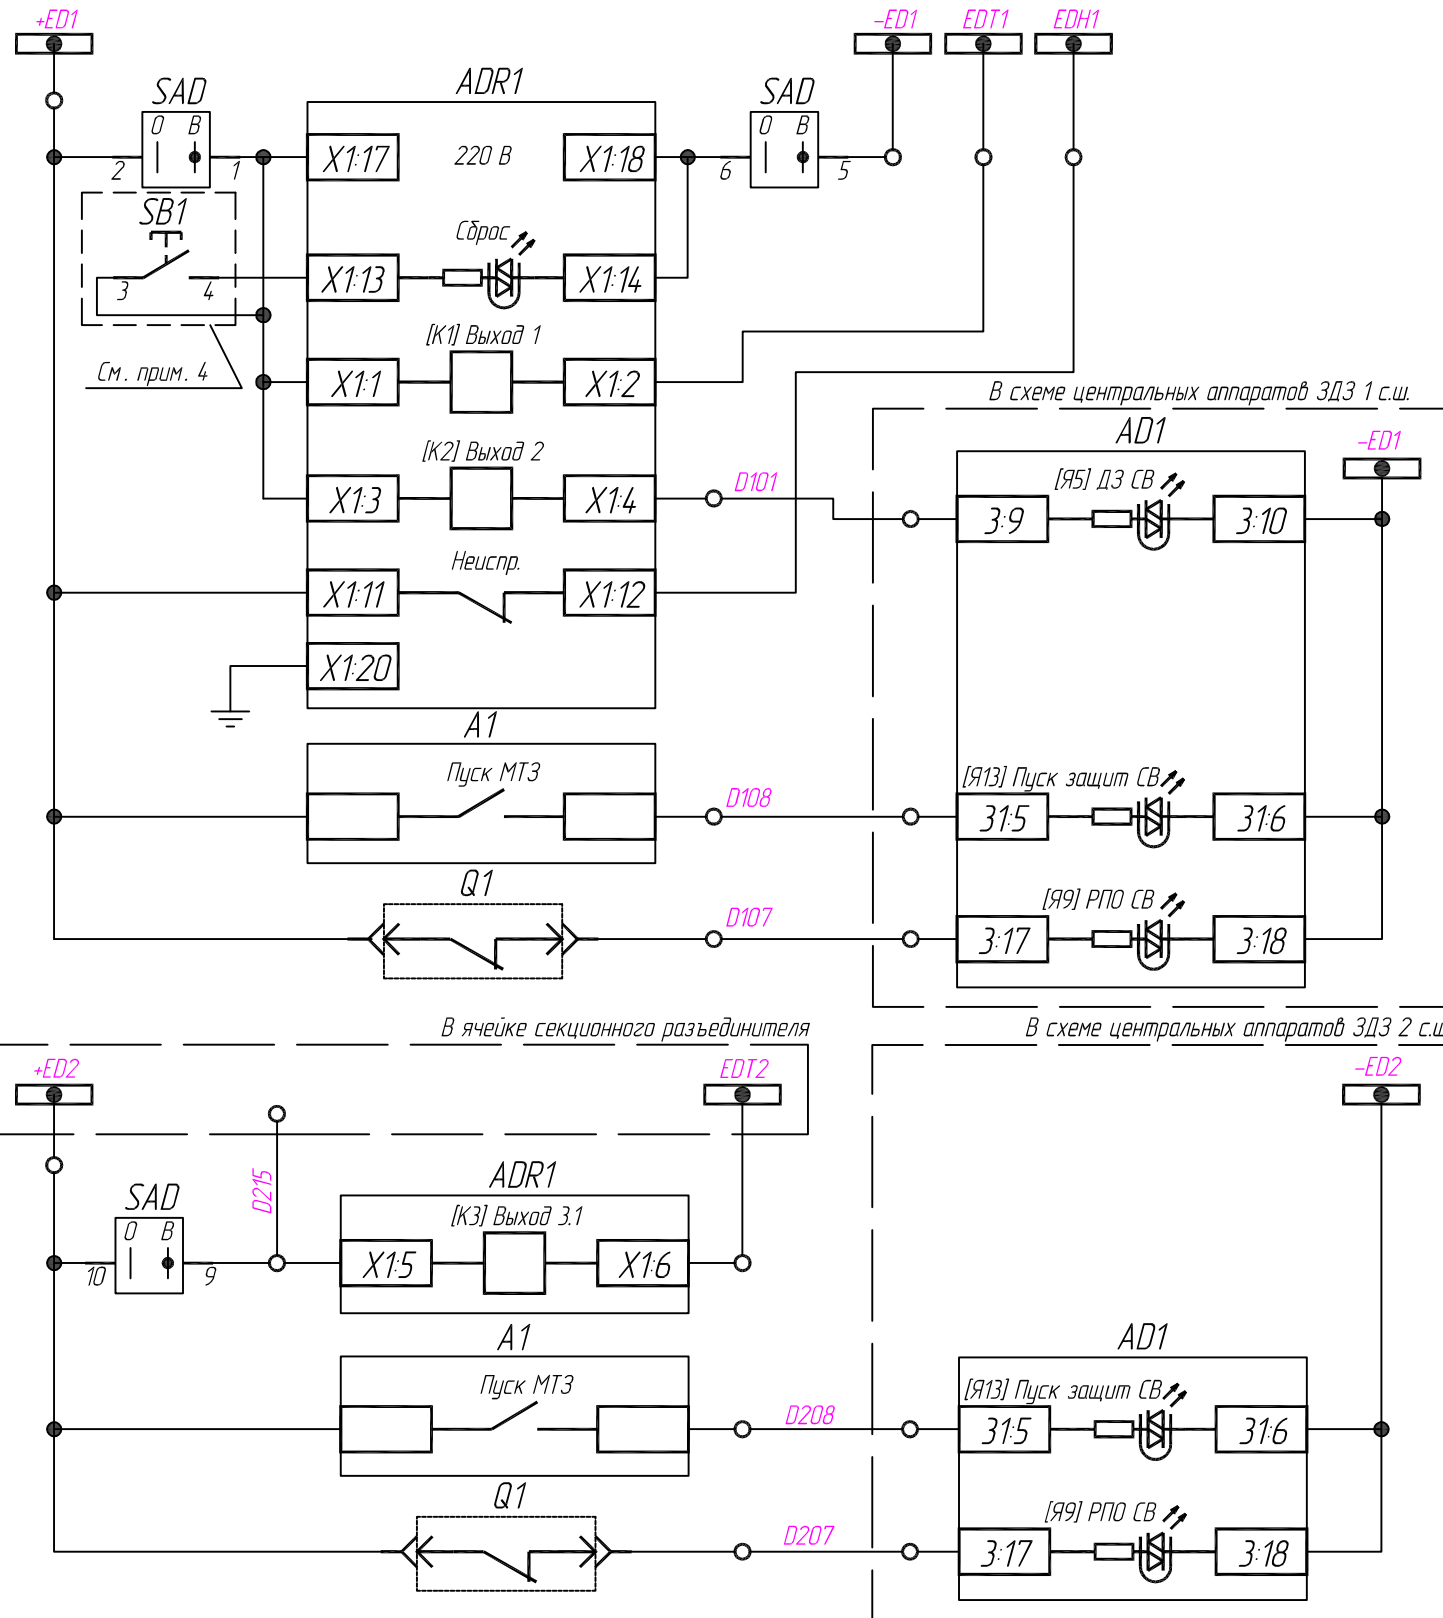 +ED1
-ED1
EDT1
EDH1
SAD
O B
2 1
ADR1
X1:17
220 В
X1:18
SAD
O B
6 5
SB1
3 4
Сброс
X1:13
X1:14
См. прим. 4
[K1] Выход 1
X1:1
X1:2
[K2] Выход 2
X1:3
X1:4
D101
Неиспр.
X1:11
X1:12
X1:20
В схеме центральных аппаратов ЗДЗ 1 с.ш.
AD1
-ED1
[Я5] ДЗ СВ
3:9
3:10
A1
Пуск МТЗ
D108
[Я13] Пуск защит СВ
31:5
31:6
Q1
D107
[Я9] РПО СВ
3:17
3:18
В ячейке секционного разъединителя
В схеме центральных аппаратов ЗДЗ 2 с.ш
+ED2
EDT2
-ED2
D215
SAD
O B
10 9
ADR1
[K3] Выход 3.1
X1:5
X1:6
A1
Пуск МТЗ
D208
AD1
[Я13] Пуск защит СВ
31:5
31:6
Q1
D207
[Я9] РПО СВ
3:17
3:18